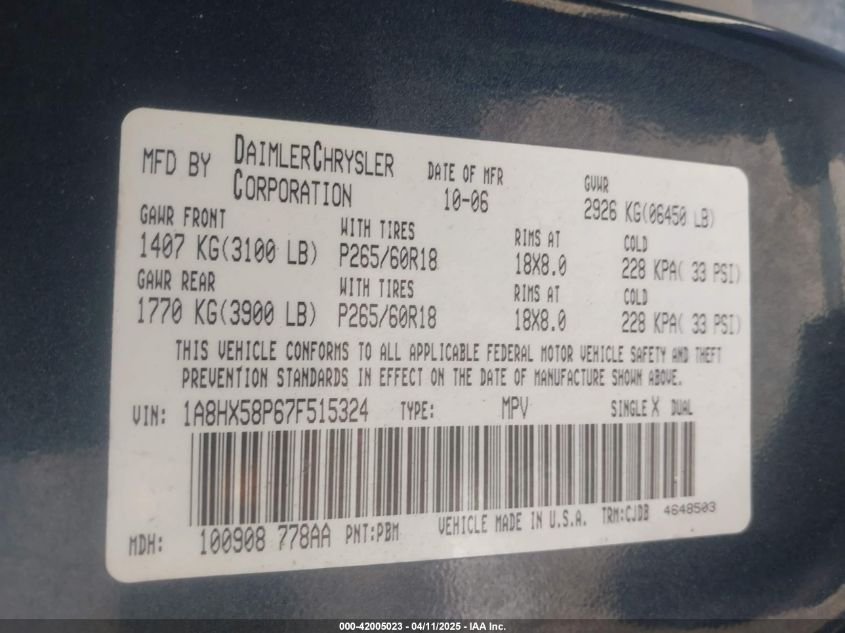 MFD BY DAIMLERCHRYSLER CORPORATION DATE OF MFR 10-06 GVWR 2926 KG(06450 LB)
GAWR FRONT WITH TIRES RIMS AT COLD
1407 KG(3100 LB) P265/60R18 18X8.0 228 KPA( 33 PSI)
GAWR REAR WITH TIRES RIMS AT COLD
1770 KG(3900 LB) P265/60R18 18X8.0 228 KPA( 33 PSI)
THIS VEHICLE CONFORMS TO ALL APPLICABLE FEDERAL MOTOR VEHICLE SAFETY AND THEFT
PREVENTION STANDARDS IN EFFECT ON THE DATE OF MANUFACTURE SHOWN ABOVE.
VIN: 1A8HX58P67F515324 TYPE: MPV SINGLE X DUAL
MDH: 100908 778AA PNT:PBM VEHICLE MADE IN U.S.A. TRM:CJDB 4648503
000-42005023 - 04/11/2025 - IAA Inc.